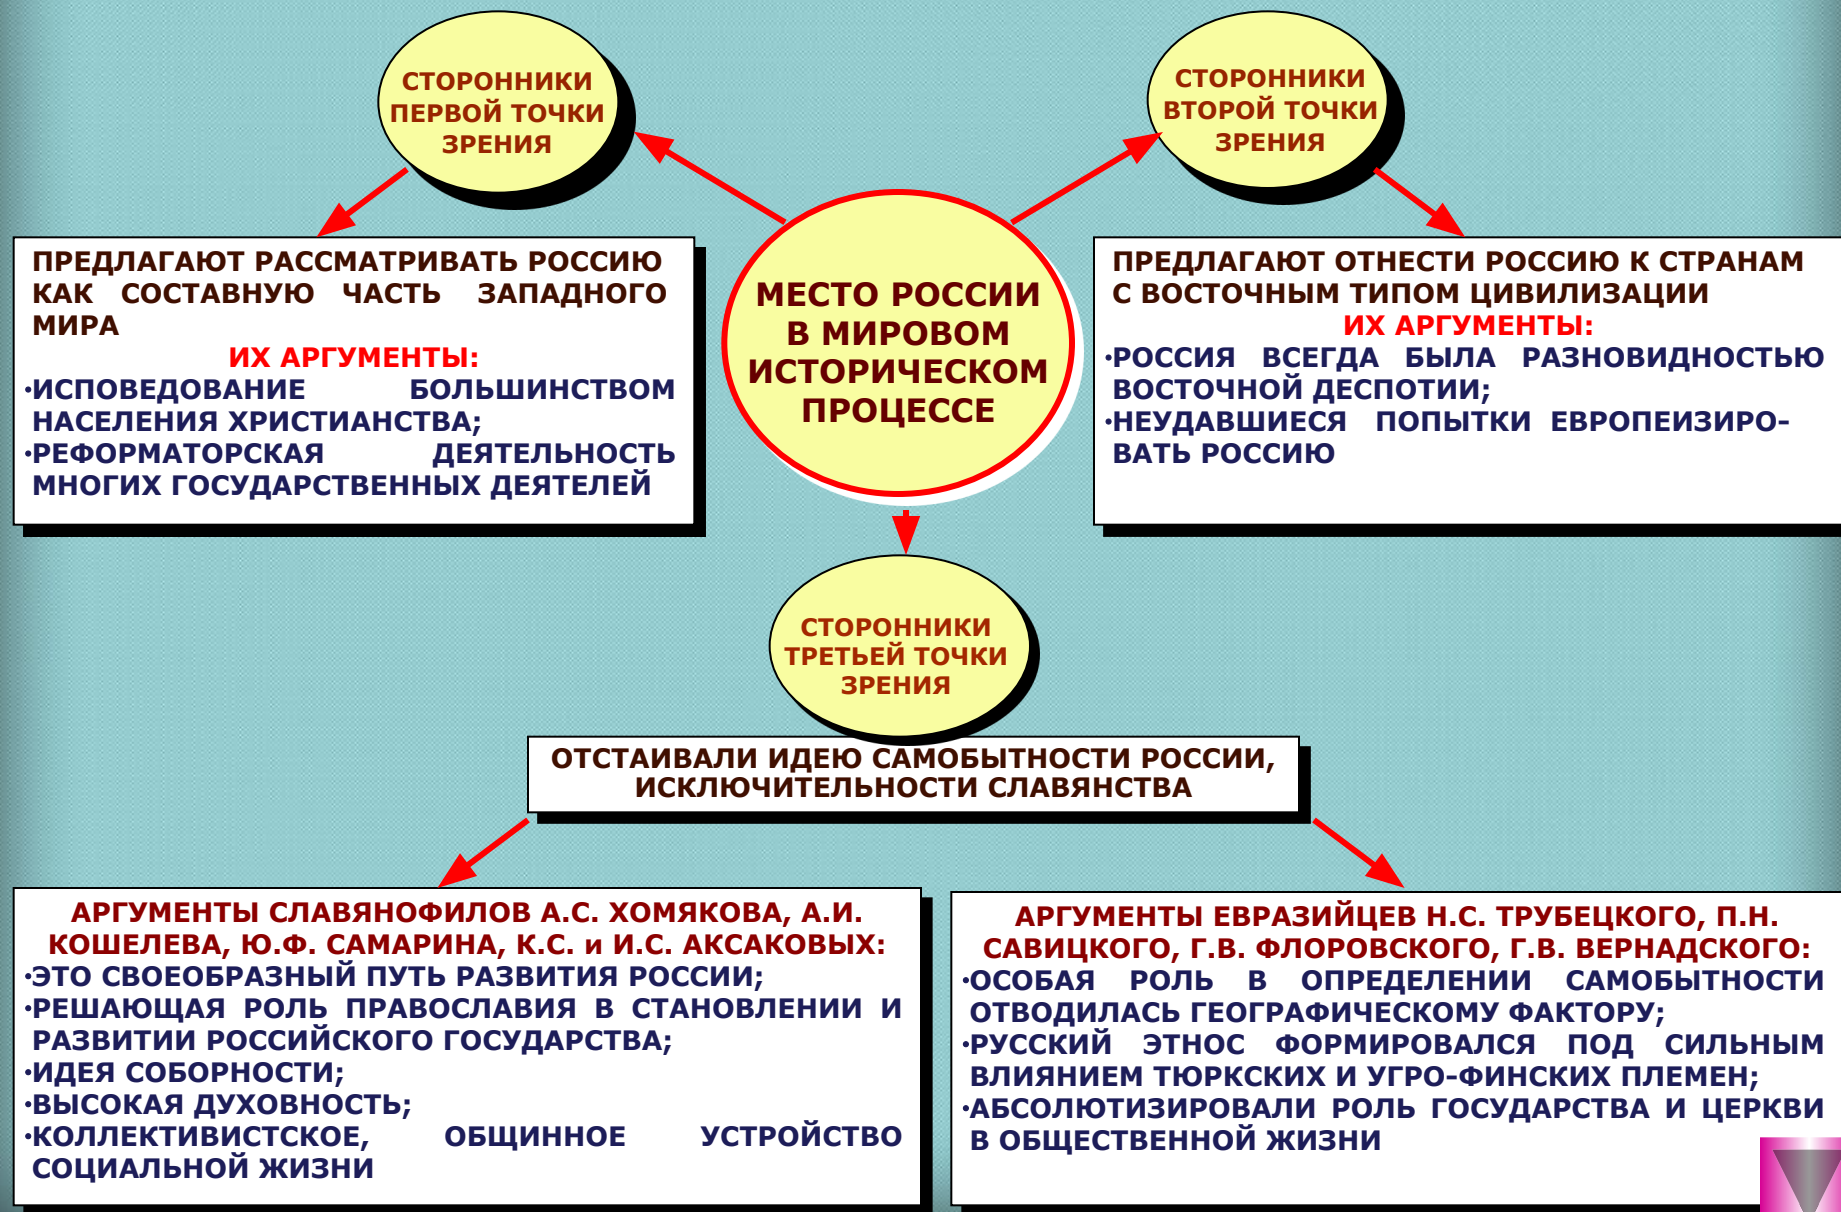 СТОРОННИКИ
ПЕРВОЙ ТОЧКИ
ЗРЕНИЯ
СТОРОННИКИ
ВТОРОЙ ТОЧКИ
ЗРЕНИЯ
МЕСТО РОССИИ
В МИРОВОМ
ИСТОРИЧЕСКОМ
ПРОЦЕССЕ
ПРЕДЛАГАЮТ РАССМАТРИВАТЬ РОССИЮ
КАК СОСТАВНУЮ ЧАСТЬ ЗАПАДНОГО
МИРА
ИХ АРГУМЕНТЫ:
•ИСПОВЕДОВАНИЕ БОЛЬШИНСТВОМ
НАСЕЛЕНИЯ ХРИСТИАНСТВА;
•РЕФОРМАТОРСКАЯ ДЕЯТЕЛЬНОСТЬ
МНОГИХ ГОСУДАРСТВЕННЫХ ДЕЯТЕЛЕЙ
ПРЕДЛАГАЮТ ОТНЕСТИ РОССИЮ К СТРАНАМ
С ВОСТОЧНЫМ ТИПОМ ЦИВИЛИЗАЦИИ
ИХ АРГУМЕНТЫ:
•РОССИЯ ВСЕГДА БЫЛА РАЗНОВИДНОСТЬЮ
ВОСТОЧНОЙ ДЕСПОТИИ;
•НЕУДАВШИЕСЯ ПОПЫТКИ ЕВРОПЕИЗИРО-
ВАТЬ РОССИЮ
СТОРОННИКИ
ТРЕТЬЕЙ ТОЧКИ
ЗРЕНИЯ
ОТСТАИВАЛИ ИДЕЮ САМОБЫТНОСТИ РОССИИ,
ИСКЛЮЧИТЕЛЬНОСТИ СЛАВЯНСТВА
АРГУМЕНТЫ СЛАВЯНОФИЛОВ А.С. ХОМЯКОВА, А.И.
КОШЕЛЕВА, Ю.Ф. САМАРИНА, К.С. и И.С. АКСАКОВЫХ:
•ЭТО СВОЕОБРАЗНЫЙ ПУТЬ РАЗВИТИЯ РОССИИ;
•РЕШАЮЩАЯ РОЛЬ ПРАВОСЛАВИЯ В СТАНОВЛЕНИИ И
РАЗВИТИИ РОССИЙСКОГО ГОСУДАРСТВА;
•ИДЕЯ СОБОРНОСТИ;
•ВЫСОКАЯ ДУХОВНОСТЬ;
•КОЛЛЕКТИВИСТСКОЕ, ОБЩИННОЕ УСТРОЙСТВО
СОЦИАЛЬНОЙ ЖИЗНИ
АРГУМЕНТЫ ЕВРАЗИЙЦЕВ Н.С. ТРУБЕЦКОГО, П.Н.
САВИЦКОГО, Г.В. ФЛОРОВСКОГО, Г.В. ВЕРНАДСКОГО:
•ОСОБАЯ РОЛЬ В ОПРЕДЕЛЕНИИ САМОБЫТНОСТИ
ОТВОДИЛАСЬ ГЕОГРАФИЧЕСКОМУ ФАКТОРУ;
•РУССКИЙ ЭТНОС ФОРМИРОВАЛСЯ ПОД СИЛЬНЫМ
ВЛИЯНИЕМ ТЮРКСКИХ И УГРО-ФИНСКИХ ПЛЕМЕН;
•АБСОЛЮТИЗИРОВАЛИ РОЛЬ ГОСУДАРСТВА И ЦЕРКВИ
В ОБЩЕСТВЕННОЙ ЖИЗНИ